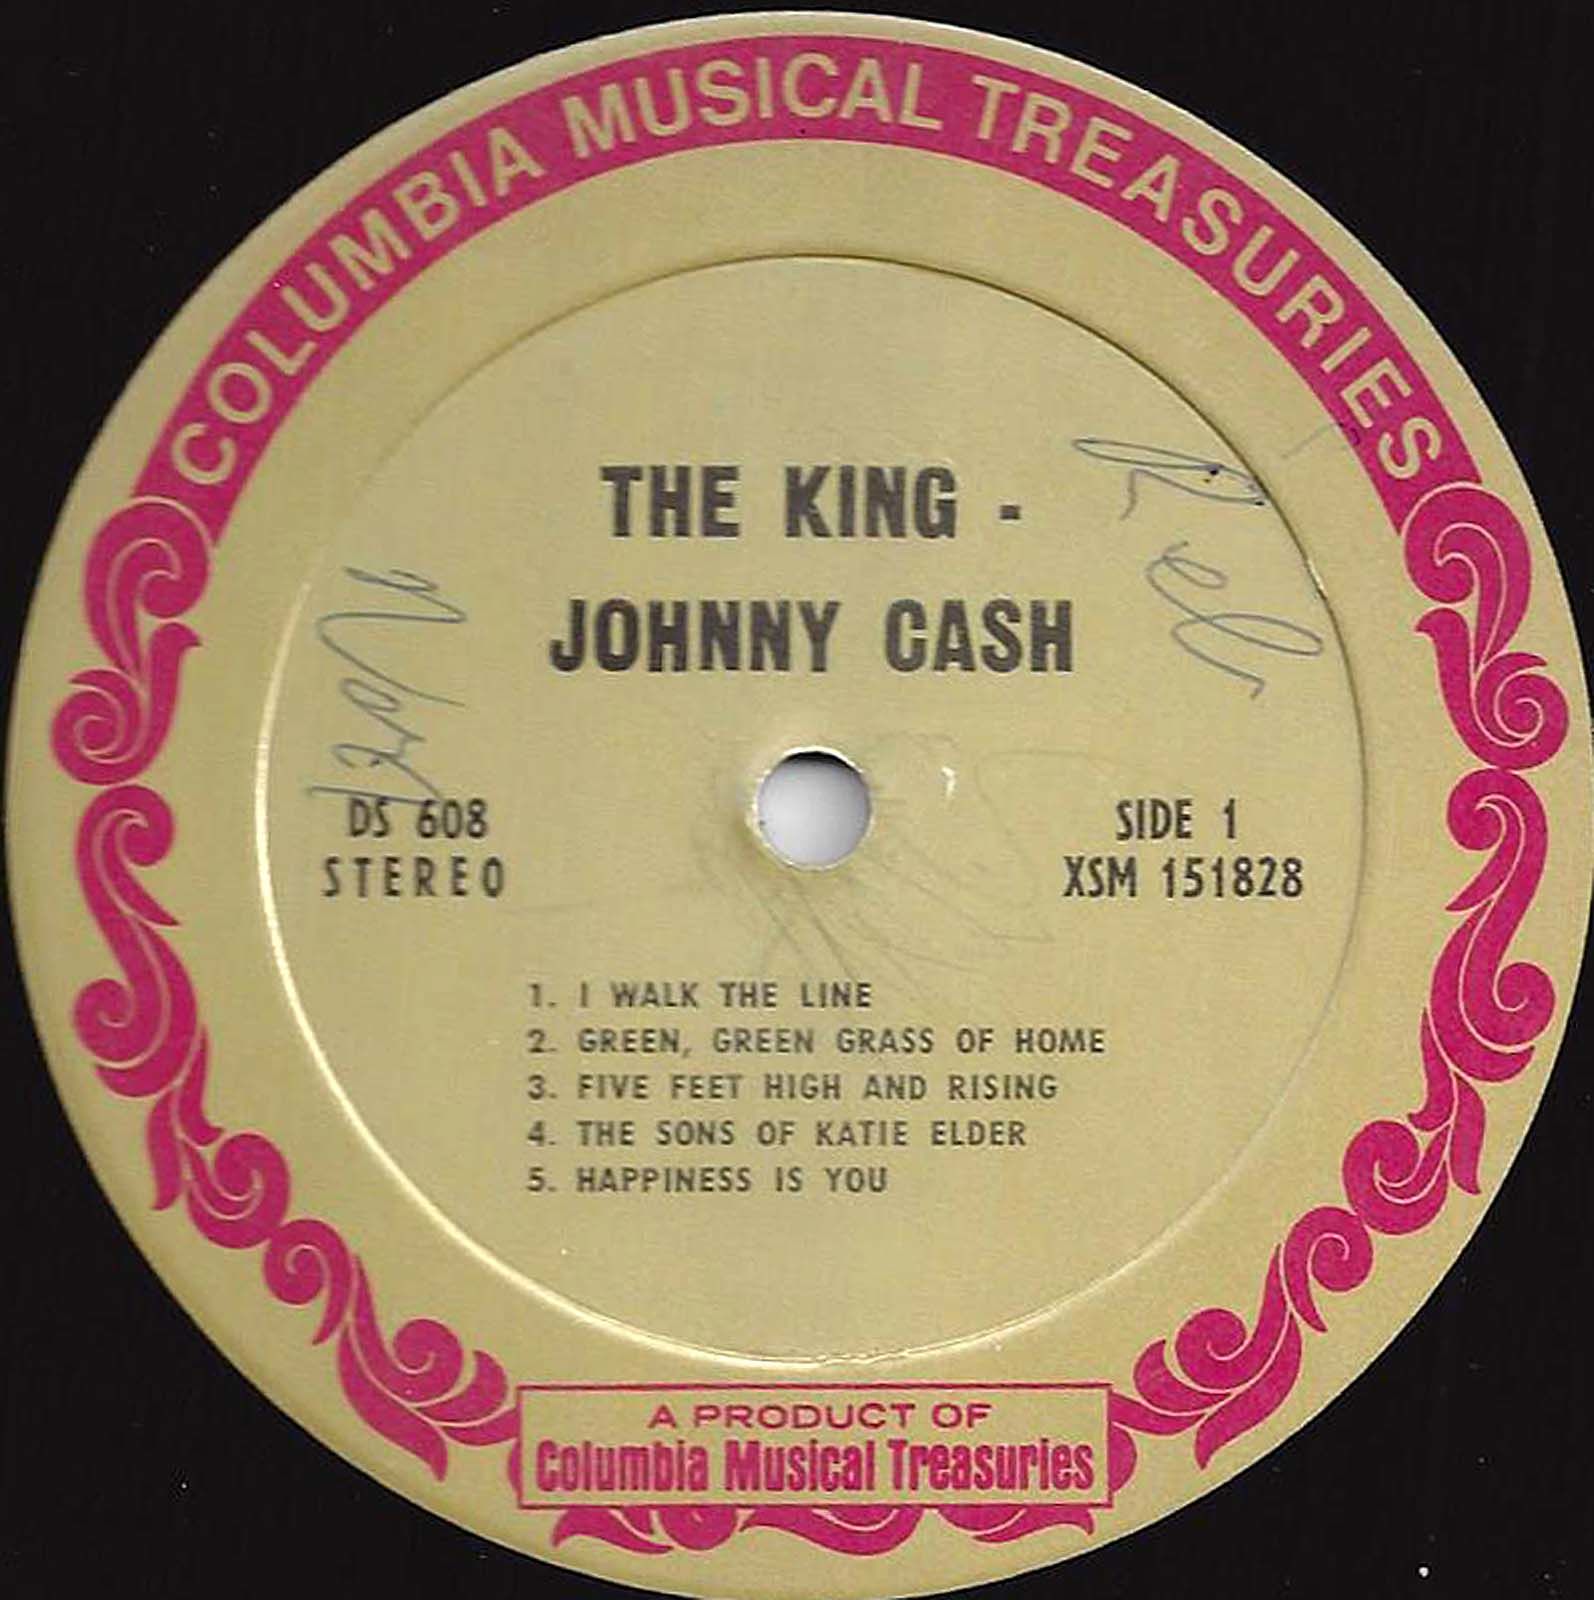 COLUMBIA MUSICAL TREASURIES
THE KING -
JOHNNY CASH
DS 608
STEREO
SIDE 1
XSM 151828
1. I WALK THE LINE
2. GREEN, GREEN GRASS OF HOME
3. FIVE FEET HIGH AND RISING
4. THE SONS OF KATIE ELDER
5. HAPPINESS IS YOU
A PRODUCT OF
Columbia Musical Treasuries